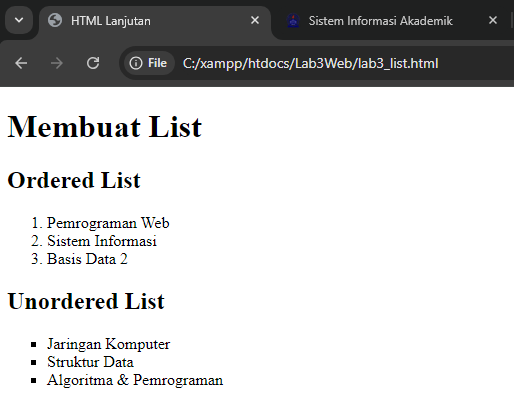 HTML Lanjutan
Sistem Informasi Akademik
File
C:/xampp/htdocs/Lab3Web/lab3_list.html
Membuat List
Ordered List
1. Pemrograman Web
2. Sistem Informasi
3. Basis Data 2
Unordered List
▪ Jaringan Komputer
▪ Struktur Data
▪ Algoritma & Pemrograman